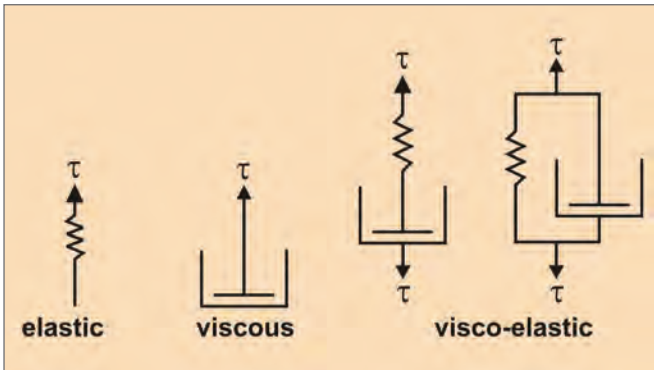 τ
τ
τ
τ
τ
τ
elastic
viscous
visco-elastic